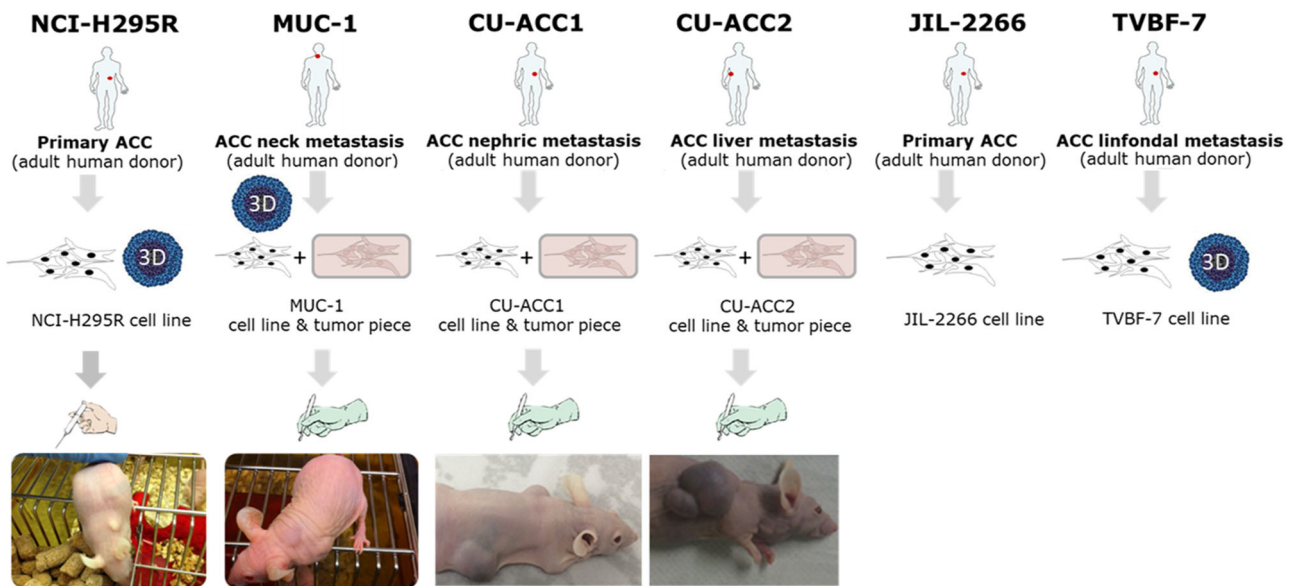 NCI-H295R
MUC-1
CU-ACC1
CU-ACC2
JIL-2266
TVBF-7
Primary ACC
(adult human donor)
ACC neck metastasis
(adult human donor)
ACC nephric metastasis
(adult human donor)
ACC liver metastasis
(adult human donor)
Primary ACC
(adult human donor)
ACC linfondal metastasis
(adult human donor)
3D
3D
+
+
+
3D
NCI-H295R cell line
MUC-1
cell line & tumor piece
CU-ACC1
cell line & tumor piece
CU-ACC2
cell line & tumor piece
JIL-2266 cell line
TVBF-7 cell line